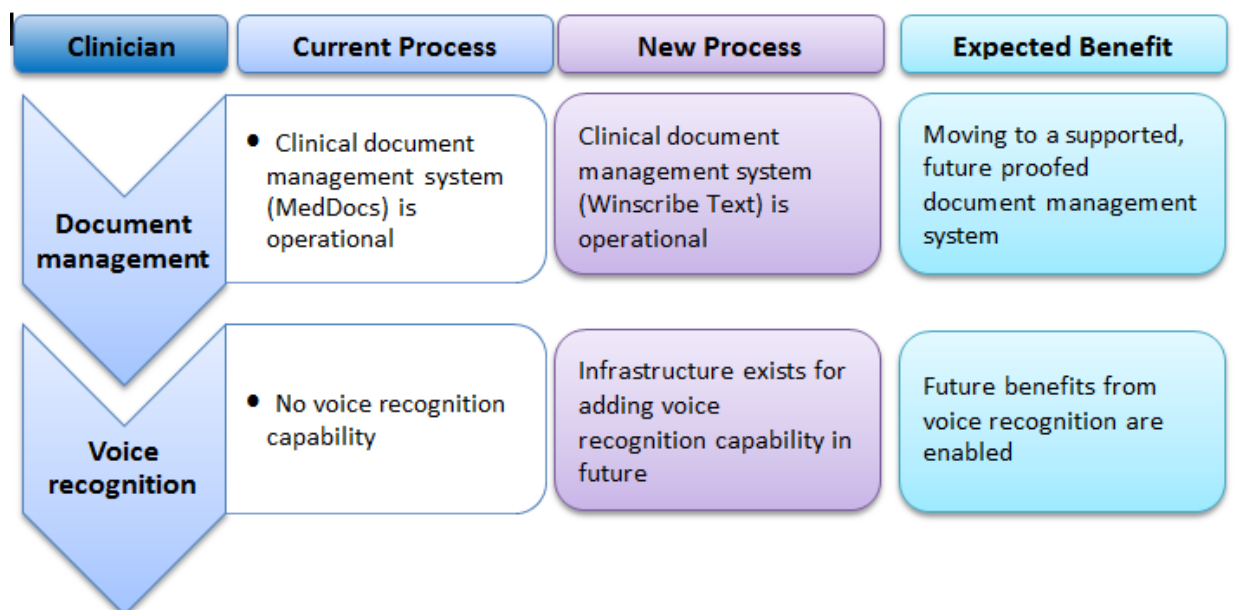 Clinician
Current Process
New Process
Expected Benefit
Document
management
• Clinical document
management system
(MedDocs) is
operational
Clinical document
management system
(Winscribe Text) is
operational
Moving to a supported,
future proofed
document management
system
Voice
recognition
• No voice recognition
capability
Infrastructure exists for
adding voice
recognition capability in
future
Future benefits from
voice recognition are
enabled